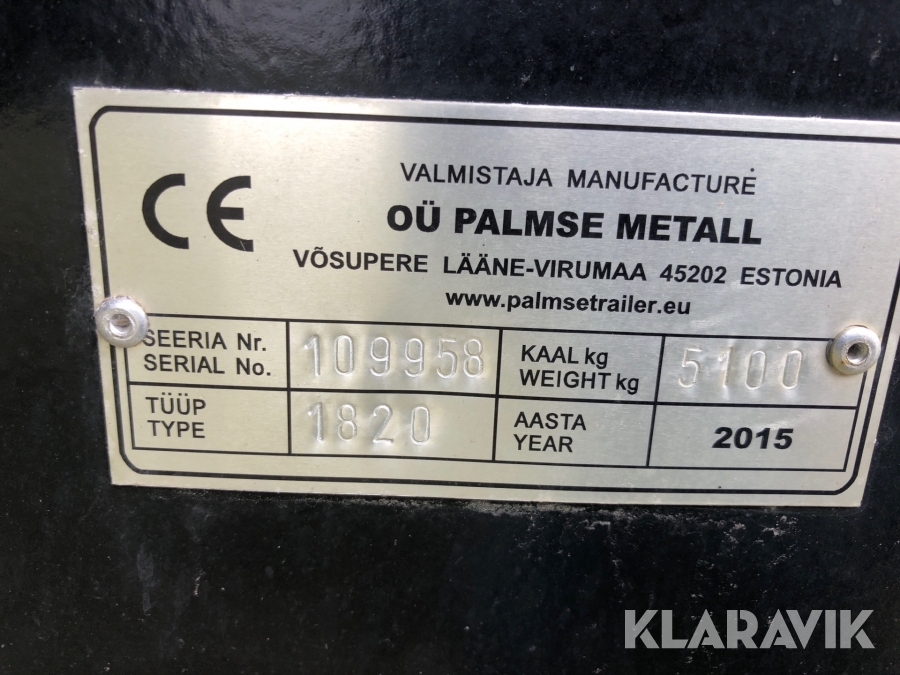 CE
VALMISTAJA MANUFACTURE
OÜ PALMSE METALL
VÕSUPERE LÄÄNE-VIRUMAA 45202 ESTONIA
www.palmsetrailer.eu
SEERIA Nr.
SERIAL No.
109958
KAAL kg
WEIGHT kg
5100
TÜÜP
TYPE
1820
AASTA
YEAR
2015
KLARAVIK